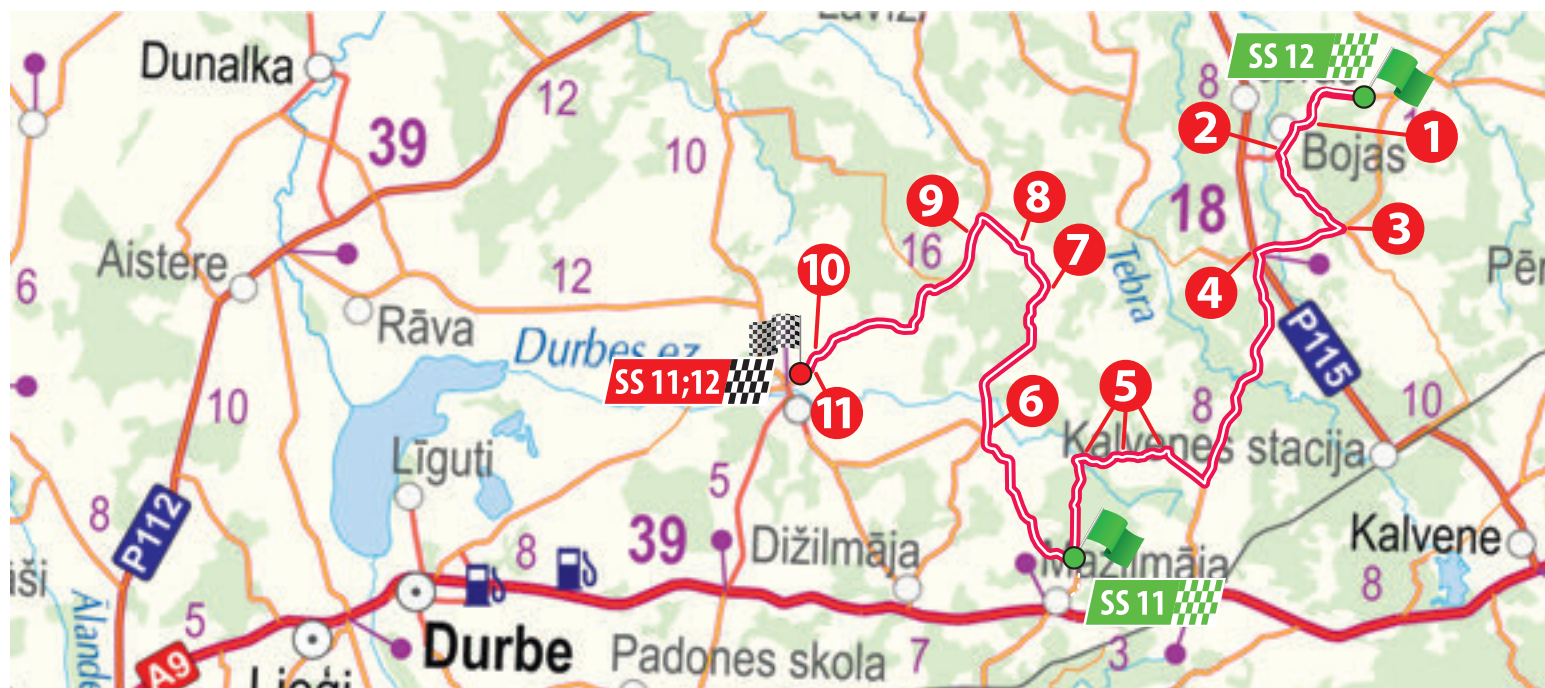 Dunalka
39
12
10
SS 12
8
1
2
Bojas
18
3
4
Aistere
6
12
Rāva
16
9
8
7
10
Tebra
Pēr
P115
Durbes ez.
SS 11;12
11
6
5
8
10
Kalvenes stacija
10
Līguti
5
P112
8
8
39
Dižilmāja
Mazilmāja
Kalvene
8
SS 11
Ālande
5
A9
Durbe
Padones skola
7
3